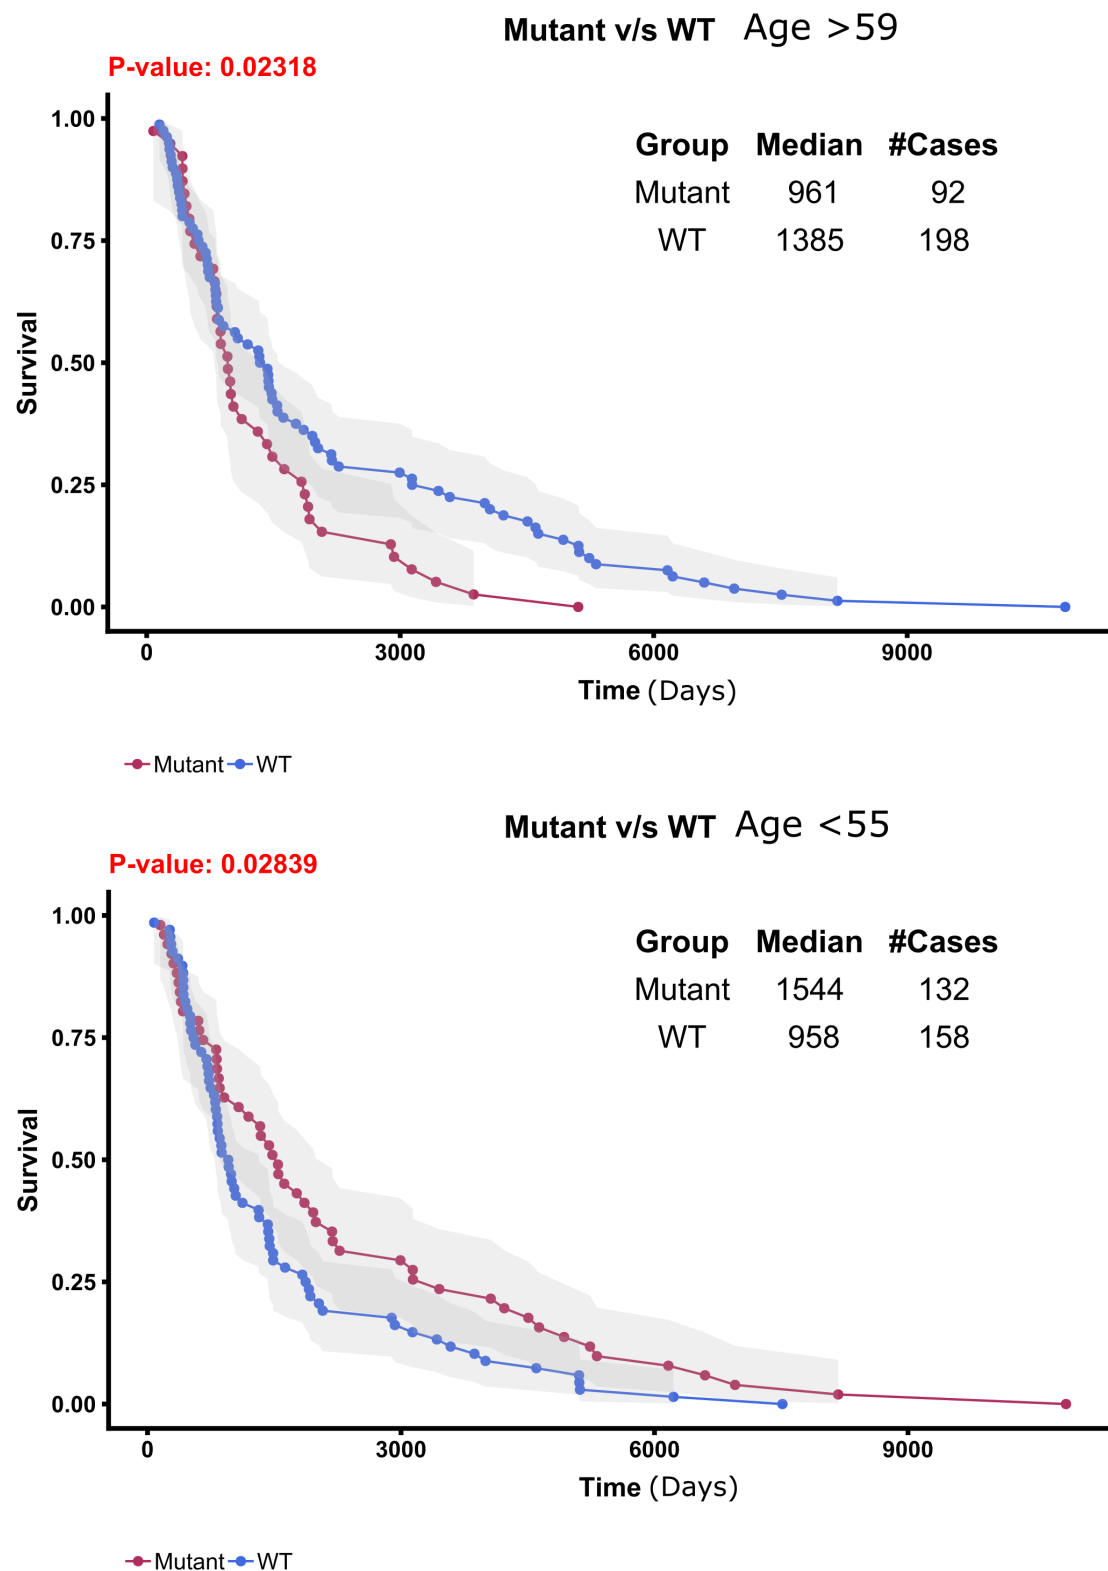 Mutant v/s WT Age >59
P-value: 0.02318
1.00
0.75
0.50
0.25
0.00
Survival
Group Median #Cases
Mutant 961 92
WT 1385 198
0 3000 6000 9000
Time (Days)
Mutant WT
Mutant v/s WT Age <55
P-value: 0.02839
1.00
0.75
0.50
0.25
0.00
Survival
Group Median #Cases
Mutant 1544 132
WT 958 158
0 3000 6000 9000
Time (Days)
Mutant WT